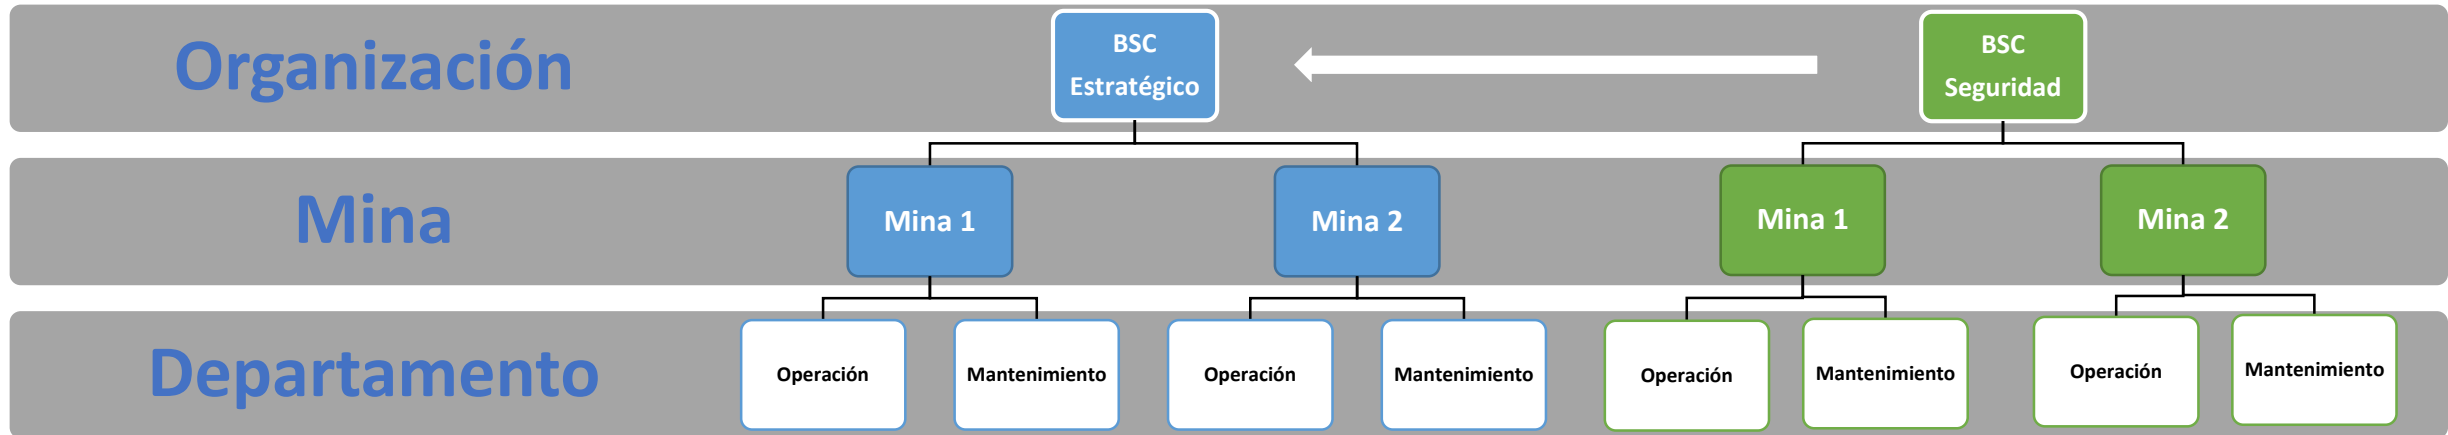 Organización
BSC
Estratégico
BSC
Seguridad
Mina
Mina 1
Mina 2
Mina 1
Mina 2
Departamento
Operación
Mantenimiento
Operación
Mantenimiento
Operación
Mantenimiento
Operación
Mantenimiento